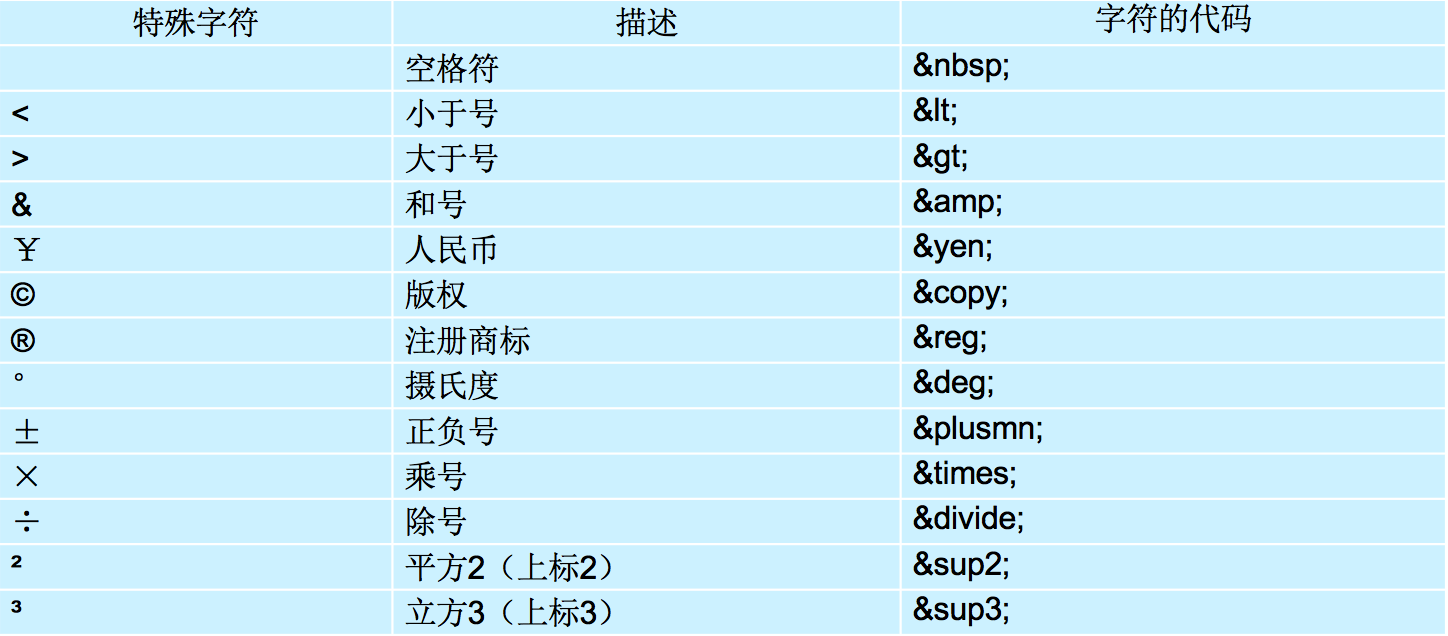 特殊字符 描述 字符的代码
空格符 &nbsp;
< 小于号 &lt;
> 大于号 &gt;
& 和号 &amp;
￥ 人民币 &yen;
© 版权 &copy;
® 注册商标 &reg;
° 摄氏度 &deg;
± 正负号 &plusmn;
× 乘号 &times;
÷ 除号 &divide;
² 平方2（上标2） &sup2;
³ 立方3（上标3） &sup3;